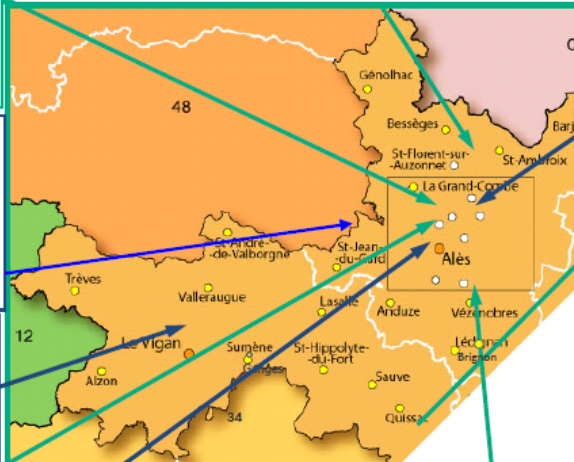 Génolhac
48
Bessèges
Barj
St-Florent-sur-
-Auzonnet
St-Ambroix
La Grand-Combe
St-André-
-de-Valborgne
St-Jean-
-du-Gard
Alès
Trèves
Valleraugue
Lasalle
Anduze
Vézénobres
12
Le Vigan
Sumène
Ganges
St-Hippolyte-
-du-Fort
Lédignan
Brignon
Alzon
Sauve
Quissac
34